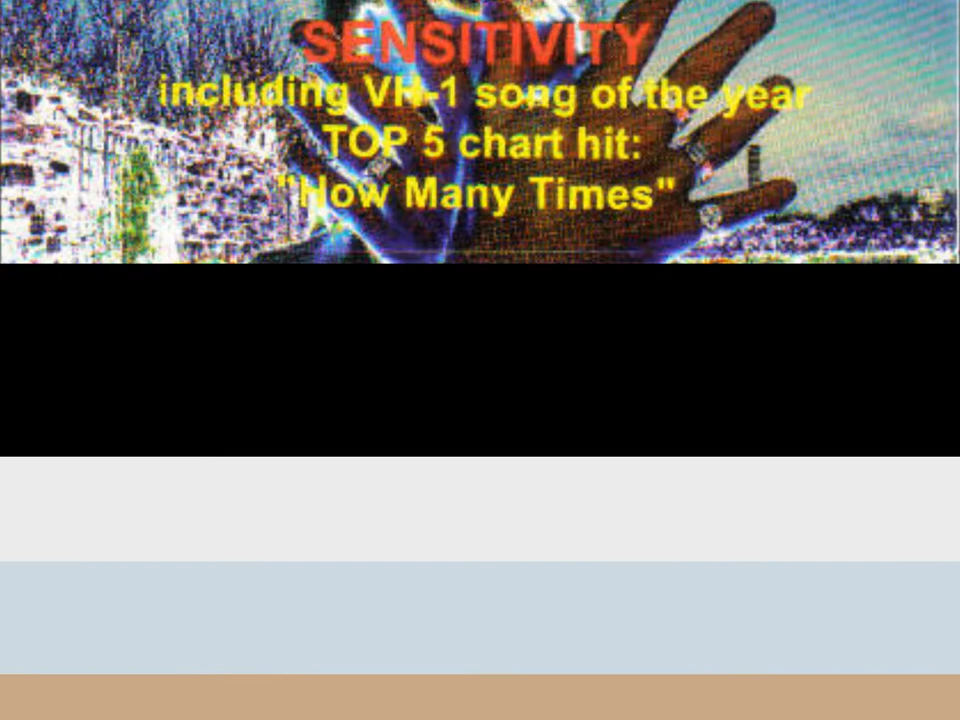 SENSITIVITY
including VH-1 song of the year
TOP 5 chart hit:
"How Many Times"